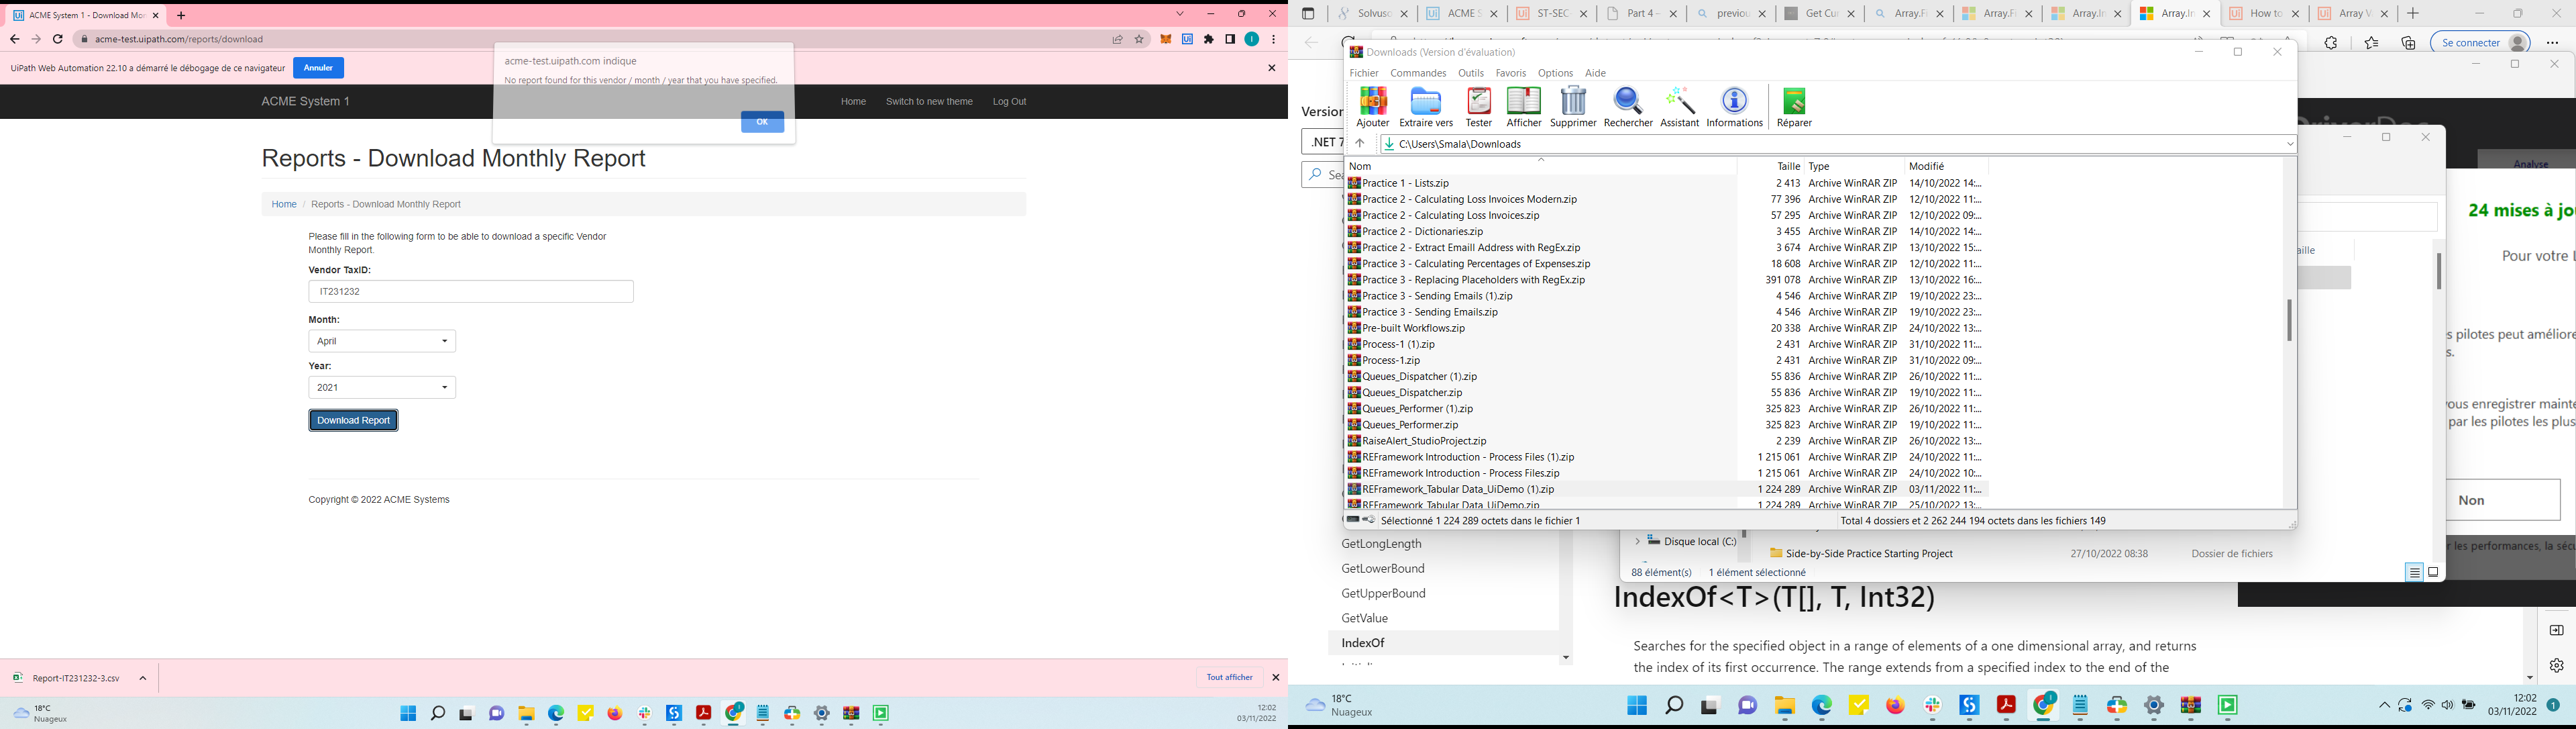 ACME System 1 - Download Mon
acme-test.uipath.com/reports/download
UiPath Web Automation 22.10 a démarré le débogage de ce navigateur
Annuler
acme-test.uipath.com indique
No report found for this vendor / month / year that you have specified.
OK
ACME System 1
Home
Switch to new theme
Log Out
Reports - Download Monthly Report
Home / Reports - Download Monthly Report
Please fill in the following form to be able to download a specific Vendor
Monthly Report.
Vendor TaxID:
IT231232
Month:
April
Year:
2021
Download Report
Copyright © 2022 ACME Systems
Report-IT231232-3.csv
Tout afficher
18°C
Nuageux
12:02
03/11/2022
Solvuso
ACME S
ST-SEC
Part 4 –
previou
Get Cur
Array.Fi
Array.Fi
Array.In
Array.In
How to
Array V
Se connecter
Version
.NET 7
Sea
Downloads (Version d'évaluation)
Fichier Commandes Outils Favoris Options Aide
Ajouter Extraire vers Tester Afficher Supprimer Rechercher Assistant Informations Réparer
C:\Users\Smala\Downloads
Nom Taille Type Modifié
Practice 1 - Lists.zip 2 413 Archive WinRAR ZIP 14/10/2022 14:...
Practice 2 - Calculating Loss Invoices Modern.zip 77 396 Archive WinRAR ZIP 12/10/2022 11:...
Practice 2 - Calculating Loss Invoices.zip 57 295 Archive WinRAR ZIP 12/10/2022 09:...
Practice 2 - Dictionaries.zip 3 455 Archive WinRAR ZIP 14/10/2022 14:...
Practice 2 - Extract Emaill Address with RegEx.zip 3 674 Archive WinRAR ZIP 13/10/2022 15:...
Practice 3 - Calculating Percentages of Expenses.zip 18 608 Archive WinRAR ZIP 12/10/2022 11:...
Practice 3 - Replacing Placeholders with RegEx.zip 391 078 Archive WinRAR ZIP 13/10/2022 16:...
Practice 3 - Sending Emails (1).zip 4 546 Archive WinRAR ZIP 19/10/2022 23:...
Practice 3 - Sending Emails.zip 4 546 Archive WinRAR ZIP 19/10/2022 23:...
Pre-built Workflows.zip 20 338 Archive WinRAR ZIP 24/10/2022 13:...
Process-1 (1).zip 2 431 Archive WinRAR ZIP 31/10/2022 11:...
Process-1.zip 2 431 Archive WinRAR ZIP 31/10/2022 09:...
Queues_Dispatcher (1).zip 55 836 Archive WinRAR ZIP 26/10/2022 11:...
Queues_Dispatcher.zip 55 836 Archive WinRAR ZIP 19/10/2022 11:...
Queues_Performer (1).zip 325 823 Archive WinRAR ZIP 26/10/2022 11:...
Queues_Performer.zip 325 823 Archive WinRAR ZIP 19/10/2022 11:...
RaiseAlert_StudioProject.zip 2 239 Archive WinRAR ZIP 26/10/2022 13:...
REFramework Introduction - Process Files (1).zip 1 215 061 Archive WinRAR ZIP 24/10/2022 11:...
REFramework Introduction - Process Files.zip 1 215 061 Archive WinRAR ZIP 24/10/2022 10:...
REFramework_Tabular Data_UiDemo (1).zip 1 224 289 Archive WinRAR ZIP 03/11/2022 11:...
REFramework_Tabular Data_UiDemo.zip 1 224 289 Archive WinRAR ZIP 25/10/2022 13:...
Sélectionné 1 224 289 octets dans le fichier 1
Total 4 dossiers et 2 262 244 194 octets dans les fichiers 149
Analyse
24 mises à jou
aille
Pour votre
s pilotes peut améliore
s.
ous enregistrer mainte
par les pilotes les plus
Non
r les performances, la sécu
Disque local (C:)
Side-by-Side Practice Starting Project 27/10/2022 08:38 Dossier de fichiers
88 élément(s) 1 élément sélectionné
GetLongLength
GetLowerBound
GetUpperBound
GetValue
IndexOf
IndexOf<T>(T[], T, Int32)
Searches for the specified object in a range of elements of a one dimensional array, and returns
the index of its first occurrence. The range extends from a specified index to the end of the
18°C
Nuageux
12:02
03/11/2022
1